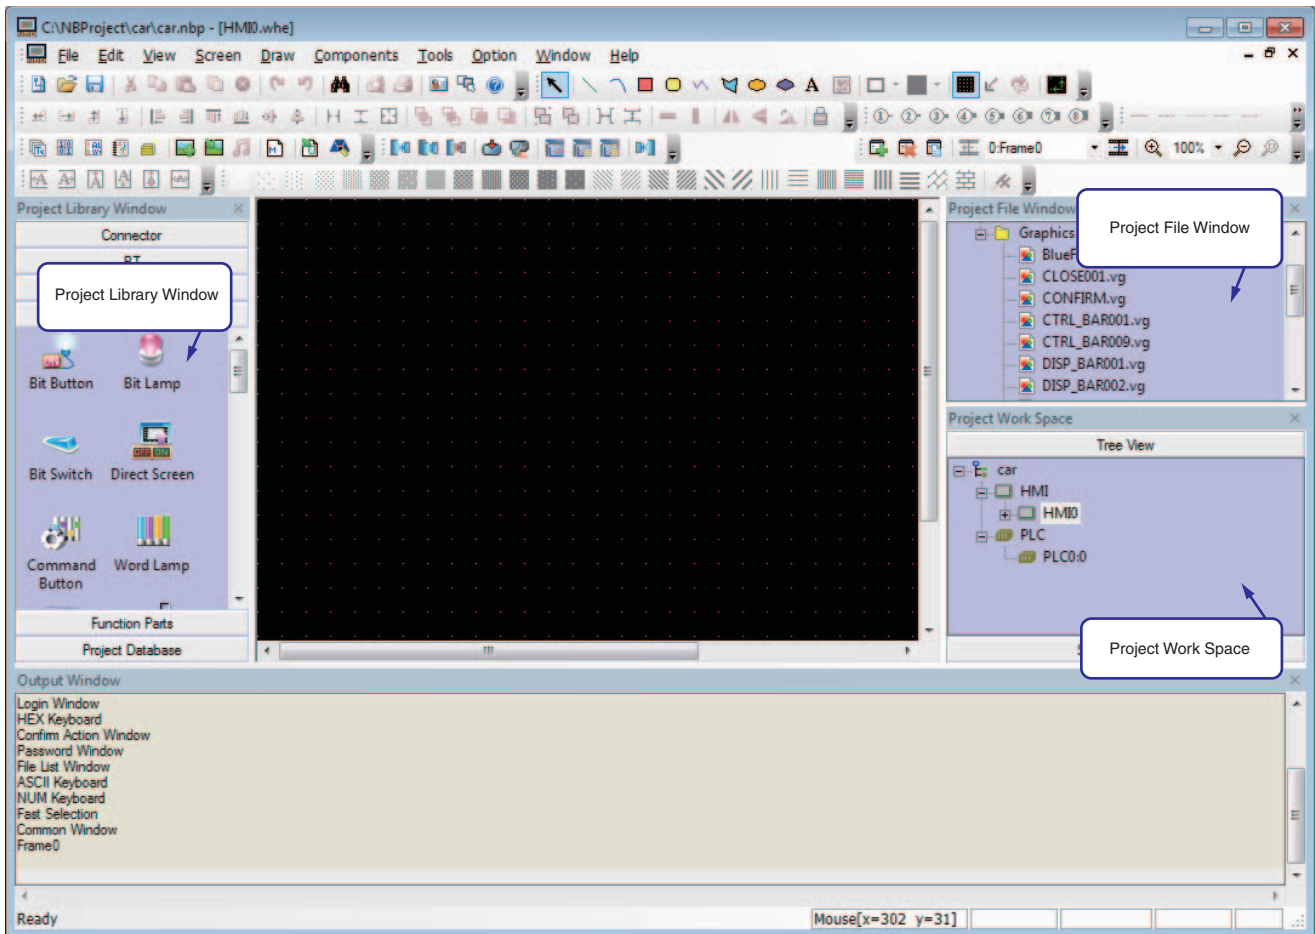 C:\NBProject\car\car.nbp - [HMI0.whe]
File Edit View Screen Draw Components Tools Option Window Help
0:Frame0 100%
Project Library Window
Connector
Project Library Window
Bit Button Bit Lamp
Bit Switch Direct Screen
Command Button Word Lamp
Function Parts
Project Database
Project File Window
Project File Window
Graphics
CLOSE001.vg
CONFIRM.vg
CTRL_BAR001.vg
CTRL_BAR009.vg
DISP_BAR001.vg
DISP_BAR002.vg
Project Work Space
Tree View
car
HMI
HMI0
PLC
PLC0:0
Project Work Space
Output Window
Login Window
HEX Keyboard
Confirm Action Window
Password Window
File List Window
ASCII Keyboard
NUM Keyboard
Fast Selection
Common Window
Frame0
Ready
Mouse[x=302 y=31]